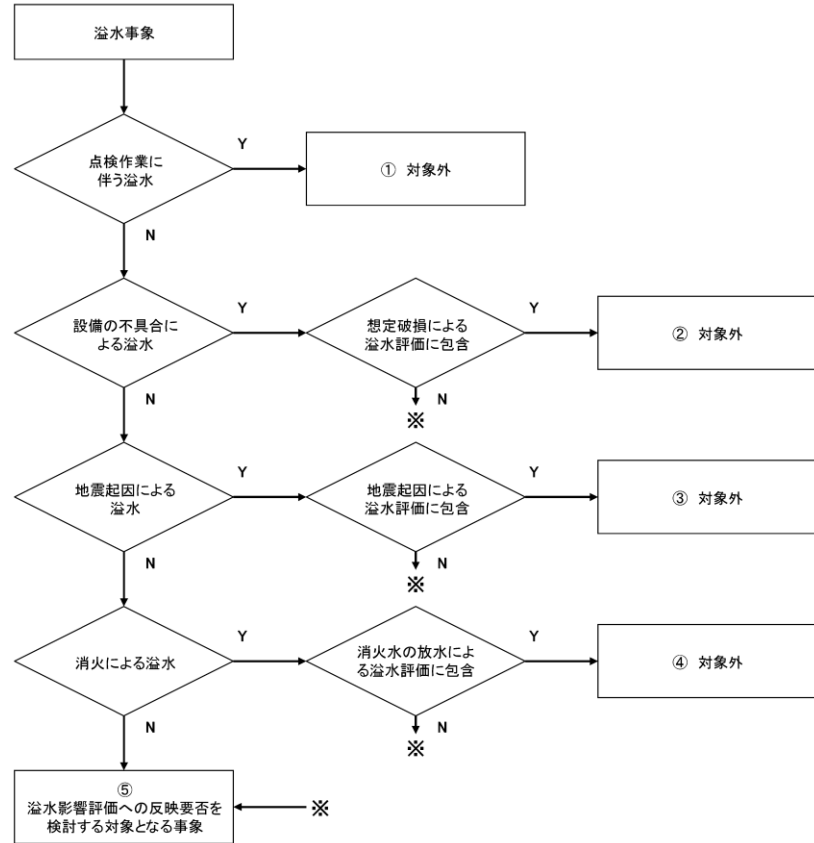 溢水事象
Y
点検作業に
伴う溢水
① 対象外
N
Y
Y
設備の不具合に
よる溢水
想定破損による
溢水評価に包含
② 対象外
N
N
※
Y
Y
地震起因による
溢水
地震起因による
溢水評価に包含
③ 対象外
N
N
※
Y
Y
消火による溢水
消火水の放水によ
る溢水評価に包含
④ 対象外
N
N
※
⑤
溢水影響評価への反映要否を
検討する対象となる事象
※